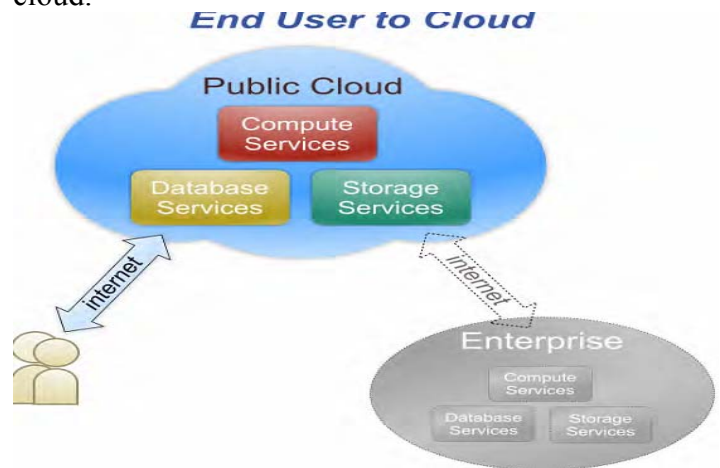 cloud.
End User to Cloud
Public Cloud
Compute
Services
Database
Services
Storage
Services
internet
internet
Enterprise
Compute
Services
Database
Services
Storage
Services